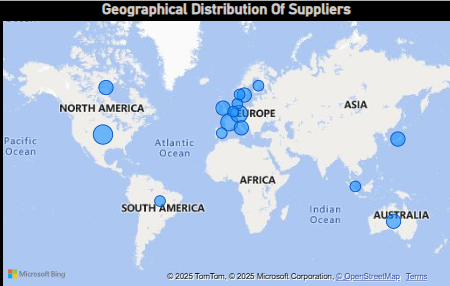 Geographical Distribution Of Suppliers
NORTH AMERICA
EUROPE
ASIA
Pacific
Ocean
Atlantic
Ocean
AFRICA
SOUTH AMERICA
Indian
Ocean
AUSTRALIA
Microsoft Bing
© 2025 TomTom, © 2025 Microsoft Corporation, © OpenStreetMap Terms